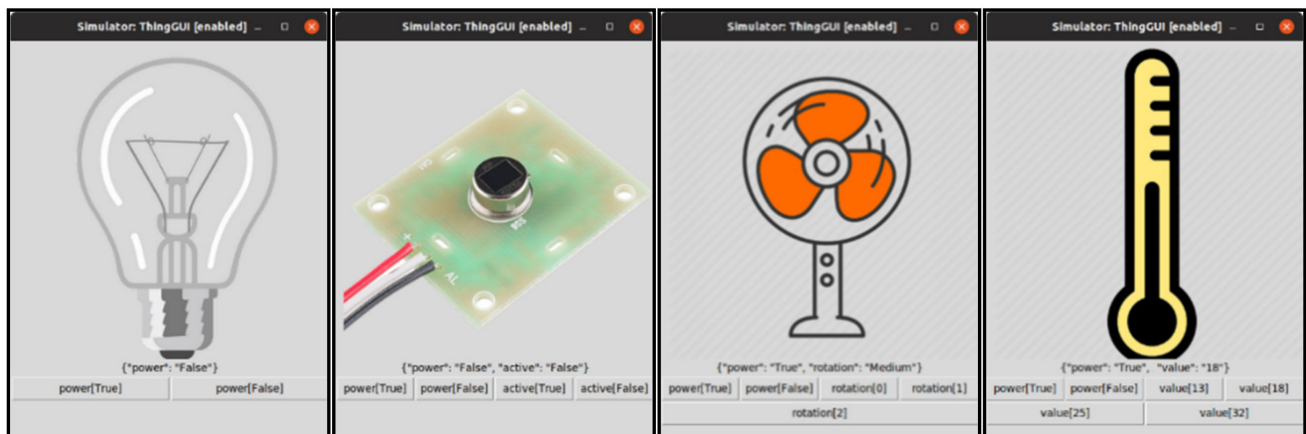 Simulator: ThingGUI [enabled]
{"power": "False"}
power[True] power[False]
Simulator: ThingGUI [enabled]
{"power": "False", "active": "False"}
power[True] power[False] active[True] active[False]
Simulator: ThingGUI [enabled]
{"power": "True", "rotation": "Medium"}
power[True] power[False] rotation[0] rotation[1]
rotation[2]
Simulator: ThingGUI [enabled]
{"power": "True", "value": "18"}
power[True] power[False] value[13] value[18]
value[25] value[32]